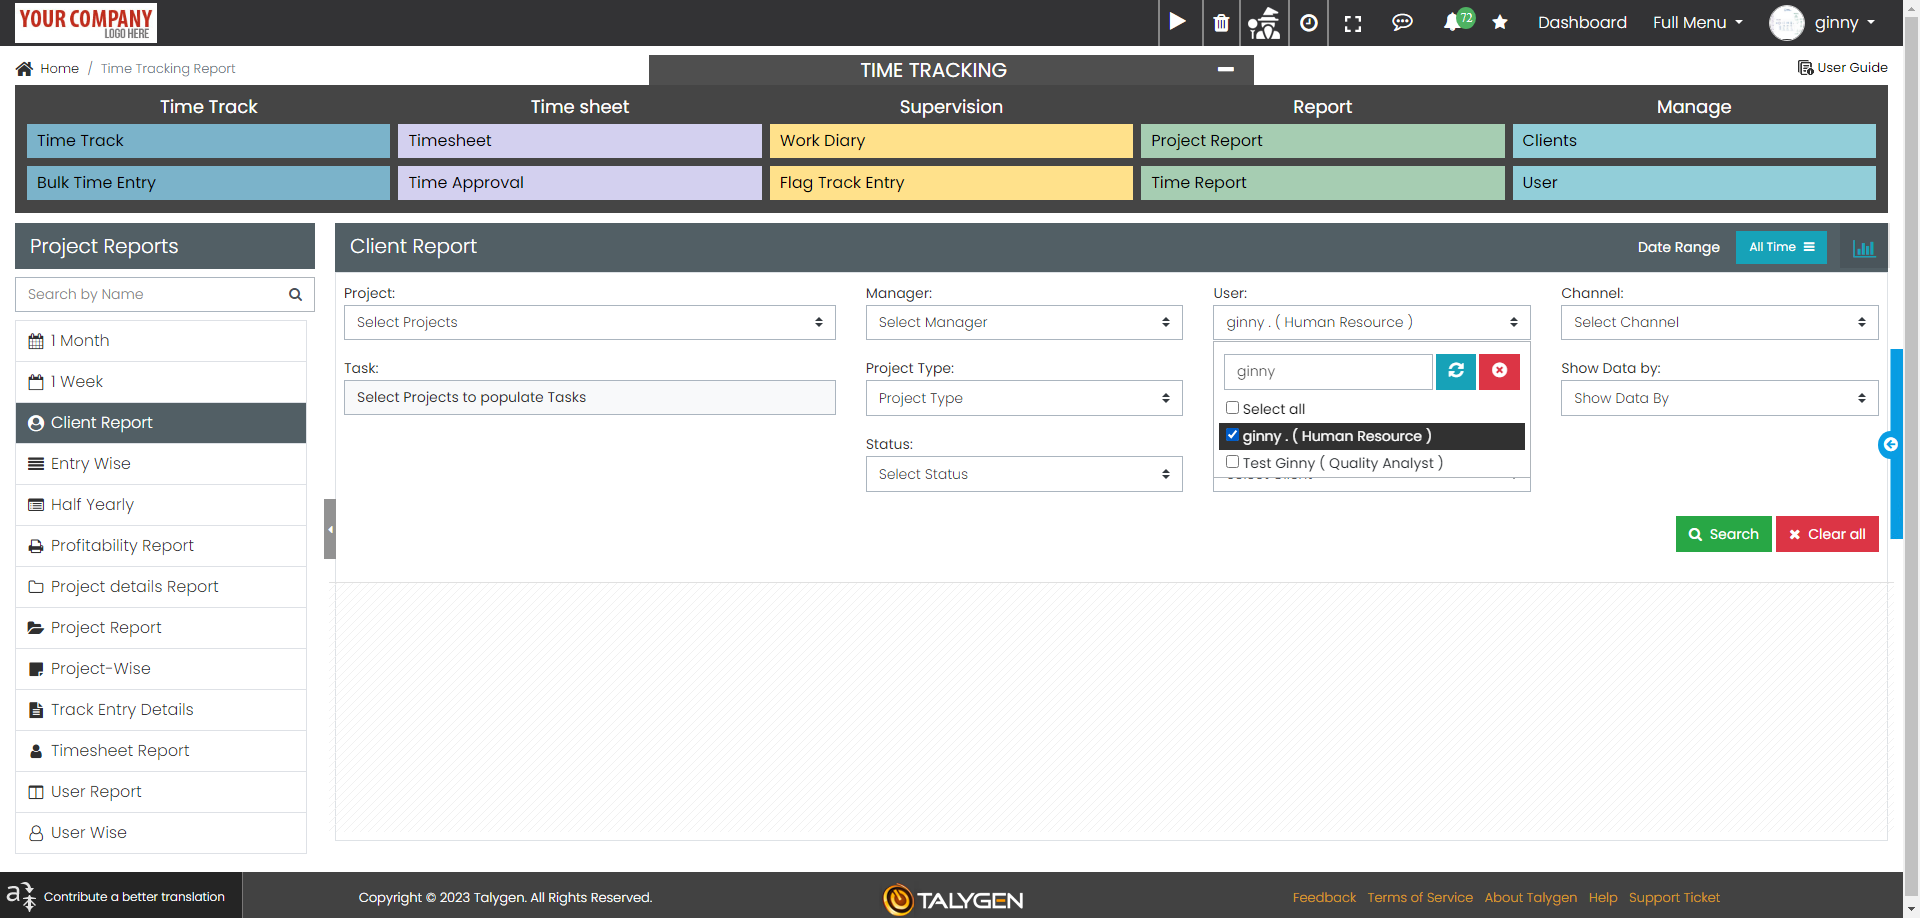 YOUR COMPANY
LOGO HERE
72
Dashboard
Full Menu
ginny
Home / Time Tracking Report
TIME TRACKING
User Guide
Time Track
Time sheet
Supervision
Report
Manage
Time Track
Timesheet
Work Diary
Project Report
Clients
Bulk Time Entry
Time Approval
Flag Track Entry
Time Report
User
Project Reports
Search by Name
1 Month
1 Week
Client Report
Entry Wise
Half Yearly
Profitability Report
Project details Report
Project Report
Project-Wise
Track Entry Details
Timesheet Report
User Report
User Wise
Client Report
Date Range
All Time
Project:
Select Projects
Manager:
Select Manager
User:
ginny . ( Human Resource )
Channel:
Select Channel
Task:
Select Projects to populate Tasks
Project Type:
Project Type
ginny
Select all
ginny . ( Human Resource )
Test Ginny ( Quality Analyst )
Show Data by:
Show Data By
Status:
Select Status
Search
Clear all
Contribute a better translation
Copyright © 2023 Talygen. All Rights Reserved.
TALYGEN
Feedback
Terms of Service
About Talygen
Help
Support Ticket